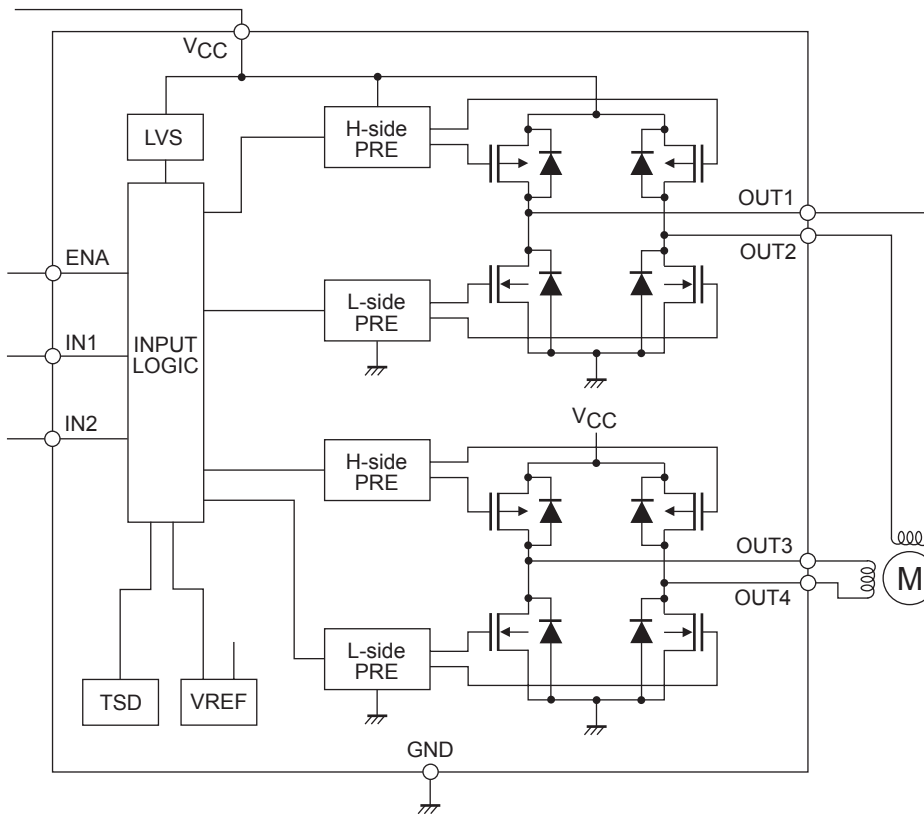 VCC
LVS
H-side
PRE
OUT1
OUT2
ENA
L-side
PRE
IN1
INPUT
LOGIC
IN2
VCC
H-side
PRE
OUT3
OUT4
M
L-side
PRE
TSD
VREF
GND